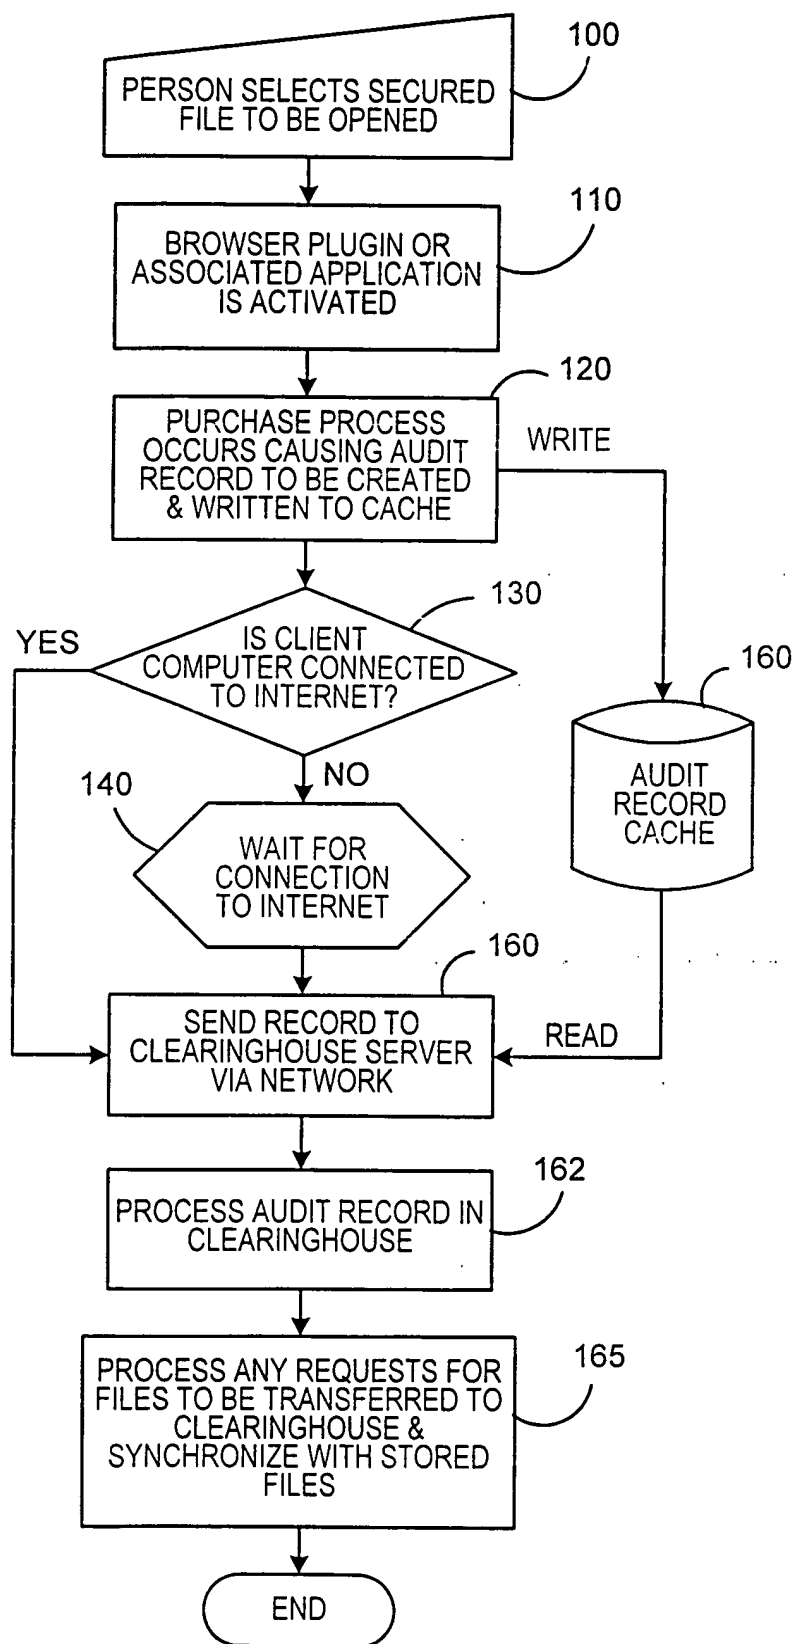 100
PERSON SELECTS SECURED
FILE TO BE OPENED
110
BROWSER PLUGIN OR
ASSOCIATED APPLICATION
IS ACTIVATED
120
PURCHASE PROCESS
OCCURS CAUSING AUDIT
RECORD TO BE CREATED
& WRITTEN TO CACHE
WRITE
130
YES
IS CLIENT
COMPUTER CONNECTED
TO INTERNET?
160
NO
AUDIT
RECORD
CACHE
140
WAIT FOR
CONNECTION
TO INTERNET
160
SEND RECORD TO
CLEARINGHOUSE SERVER
VIA NETWORK
READ
162
PROCESS AUDIT RECORD IN
CLEARINGHOUSE
165
PROCESS ANY REQUESTS FOR
FILES TO BE TRANSFERRED TO
CLEARINGHOUSE &
SYNCHRONIZE WITH STORED
FILES
END